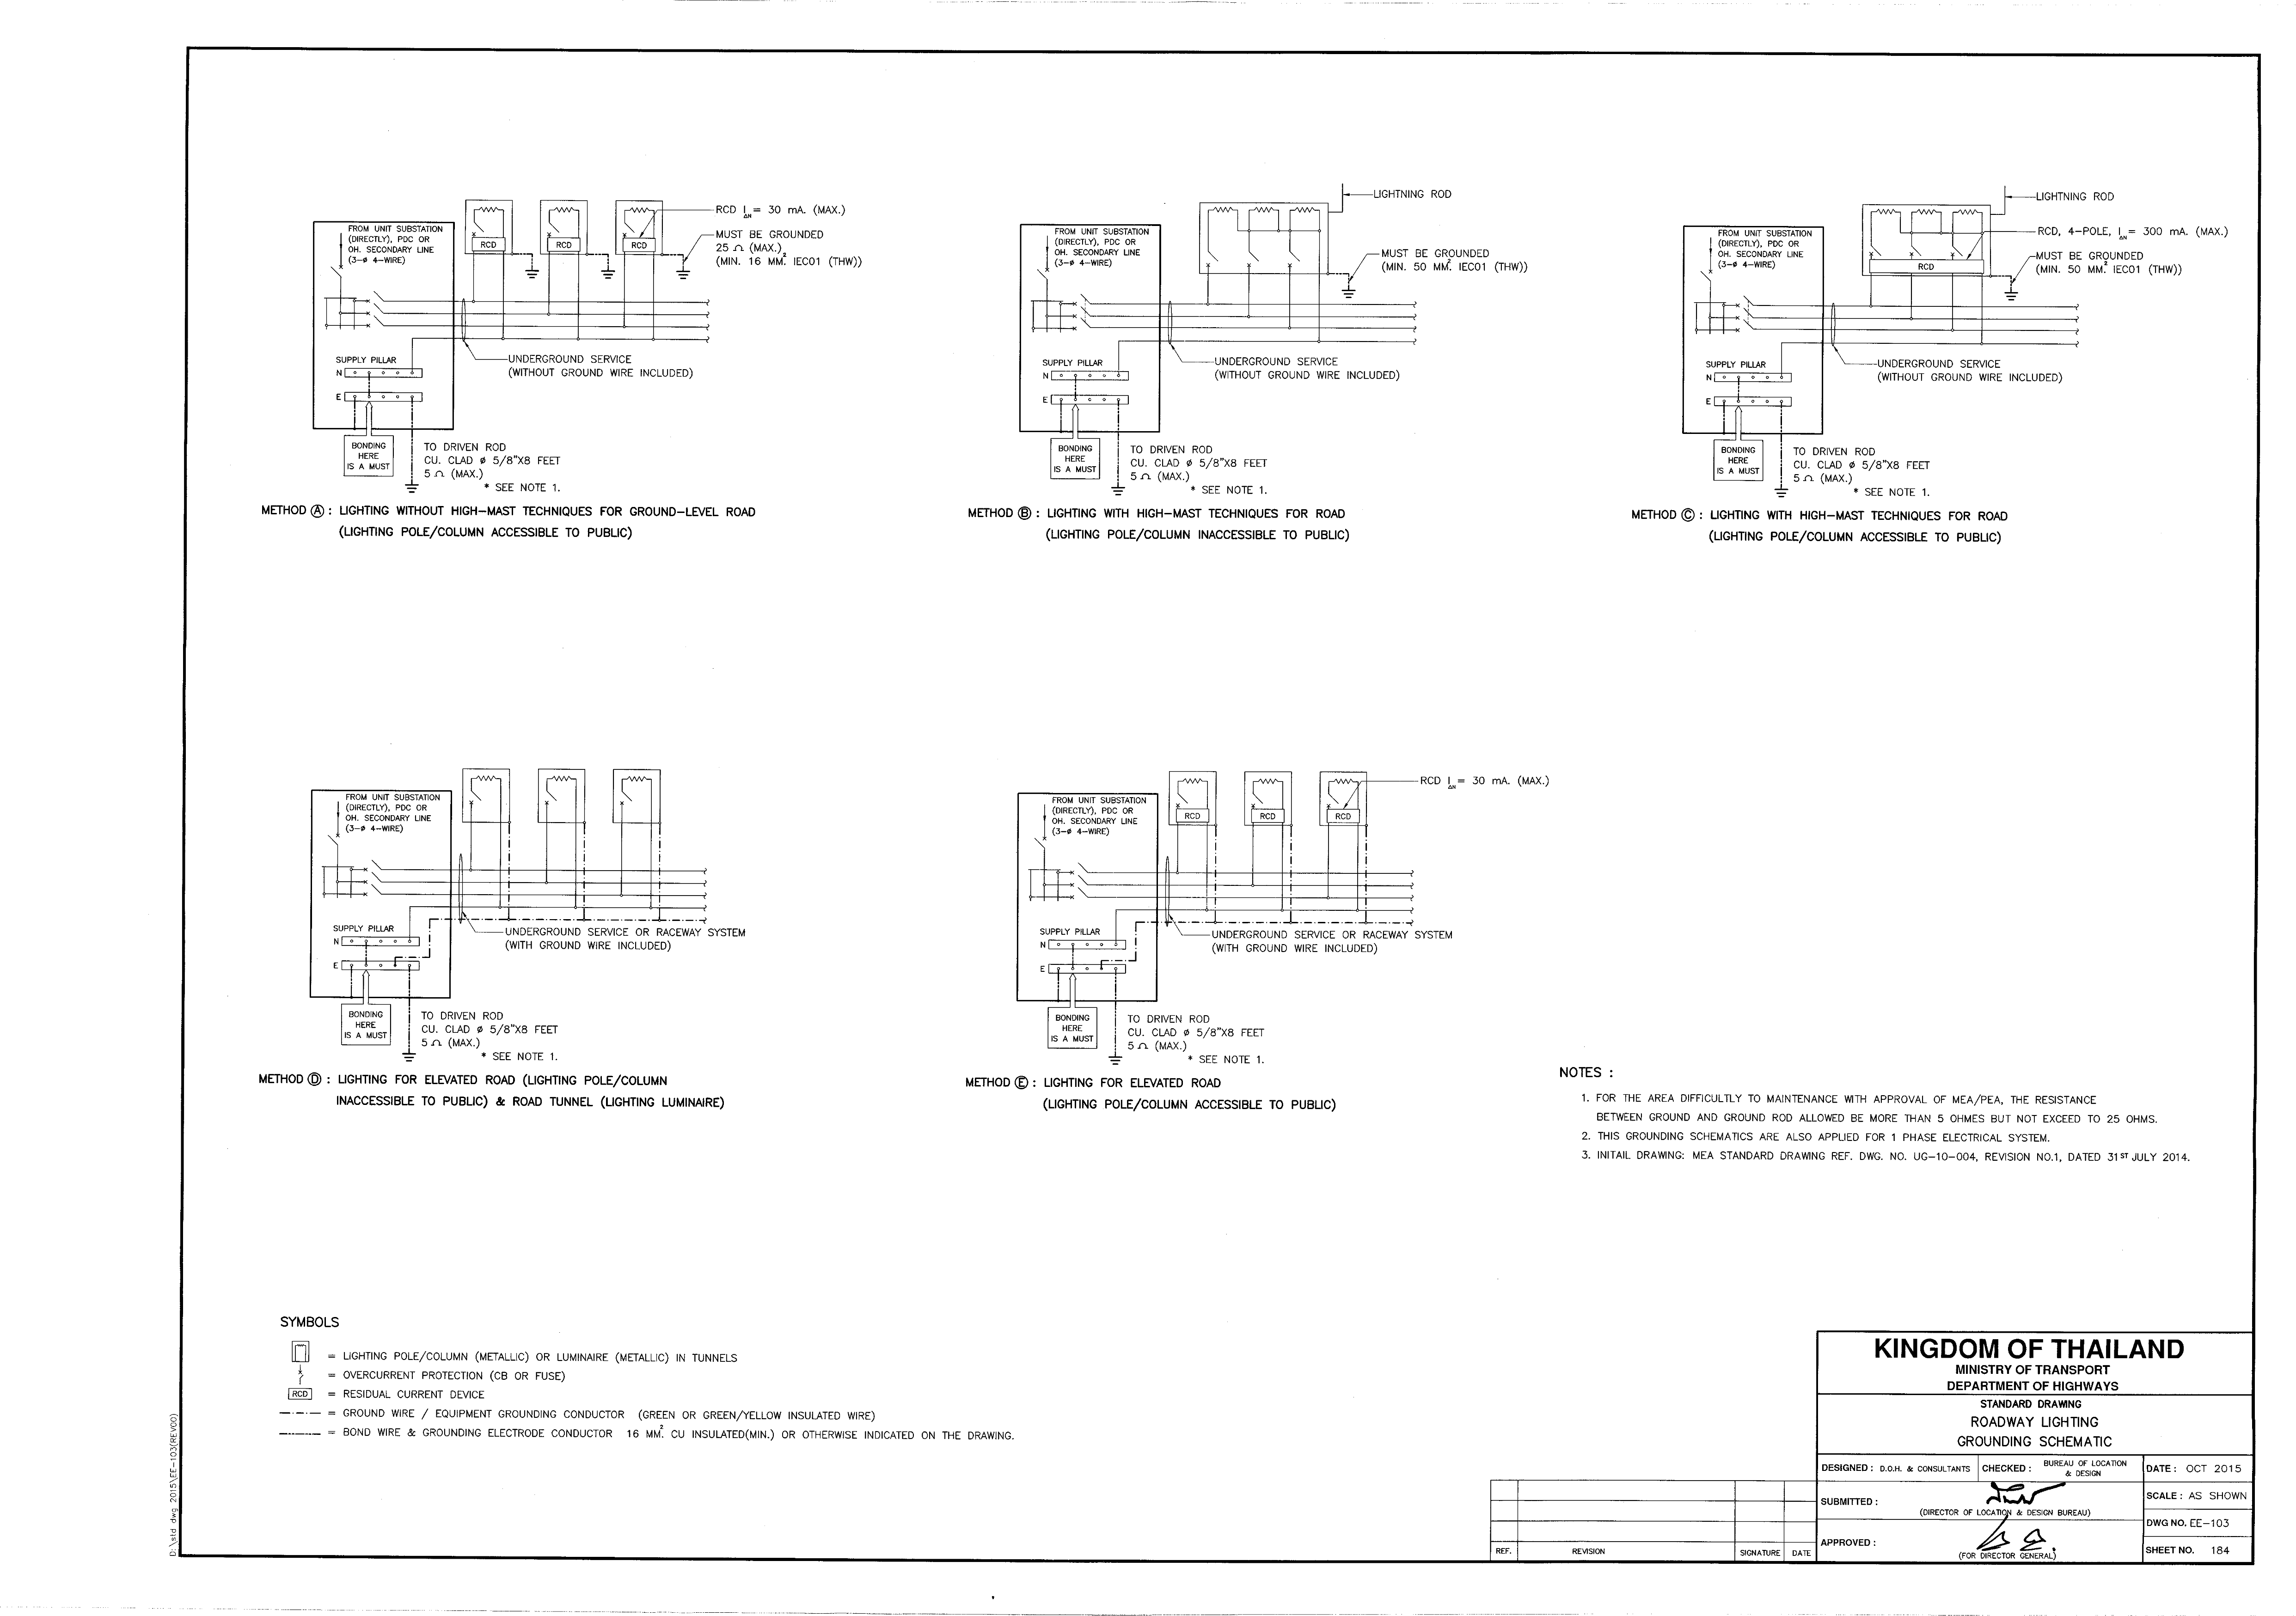 FROM UNIT SUBSTATION
(DIRECTLY), PDC OR
OH. SECONDARY LINE
(3-ø 4-WIRE)
RCD
RCD
RCD
RCD I△N = 30 mA. (MAX.)
MUST BE GROUNDED
25 Ω (MAX.)
(MIN. 16 MM.² IEC01 (THW))
SUPPLY PILLAR
N
E
UNDERGROUND SERVICE
(WITHOUT GROUND WIRE INCLUDED)
BONDING
HERE
IS A MUST
TO DRIVEN ROD
CU. CLAD ø 5/8"X8 FEET
5 Ω (MAX.)
* SEE NOTE 1.
METHOD Ⓐ : LIGHTING WITHOUT HIGH-MAST TECHNIQUES FOR GROUND-LEVEL ROAD
(LIGHTING POLE/COLUMN ACCESSIBLE TO PUBLIC)
LIGHTNING ROD
FROM UNIT SUBSTATION
(DIRECTLY), PDC OR
OH. SECONDARY LINE
(3-ø 4-WIRE)
MUST BE GROUNDED
(MIN. 50 MM.² IEC01 (THW))
SUPPLY PILLAR
N
E
UNDERGROUND SERVICE
(WITHOUT GROUND WIRE INCLUDED)
BONDING
HERE
IS A MUST
TO DRIVEN ROD
CU. CLAD ø 5/8"X8 FEET
5 Ω (MAX.)
* SEE NOTE 1.
METHOD Ⓑ : LIGHTING WITH HIGH-MAST TECHNIQUES FOR ROAD
(LIGHTING POLE/COLUMN INACCESSIBLE TO PUBLIC)
LIGHTNING ROD
FROM UNIT SUBSTATION
(DIRECTLY), PDC OR
OH. SECONDARY LINE
(3-ø 4-WIRE)
RCD
RCD, 4-POLE, I△N = 300 mA. (MAX.)
MUST BE GROUNDED
(MIN. 50 MM.² IEC01 (THW))
SUPPLY PILLAR
N
E
UNDERGROUND SERVICE
(WITHOUT GROUND WIRE INCLUDED)
BONDING
HERE
IS A MUST
TO DRIVEN ROD
CU. CLAD ø 5/8"X8 FEET
5 Ω (MAX.)
* SEE NOTE 1.
METHOD Ⓒ : LIGHTING WITH HIGH-MAST TECHNIQUES FOR ROAD
(LIGHTING POLE/COLUMN ACCESSIBLE TO PUBLIC)
FROM UNIT SUBSTATION
(DIRECTLY), PDC OR
OH. SECONDARY LINE
(3-ø 4-WIRE)
SUPPLY PILLAR
N
E
UNDERGROUND SERVICE OR RACEWAY SYSTEM
(WITH GROUND WIRE INCLUDED)
BONDING
HERE
IS A MUST
TO DRIVEN ROD
CU. CLAD ø 5/8"X8 FEET
5 Ω (MAX.)
* SEE NOTE 1.
METHOD Ⓓ : LIGHTING FOR ELEVATED ROAD (LIGHTING POLE/COLUMN
INACCESSIBLE TO PUBLIC) & ROAD TUNNEL (LIGHTING LUMINAIRE)
FROM UNIT SUBSTATION
(DIRECTLY), PDC OR
OH. SECONDARY LINE
(3-ø 4-WIRE)
RCD
RCD
RCD
RCD I△N = 30 mA. (MAX.)
SUPPLY PILLAR
N
E
UNDERGROUND SERVICE OR RACEWAY SYSTEM
(WITH GROUND WIRE INCLUDED)
BONDING
HERE
IS A MUST
TO DRIVEN ROD
CU. CLAD ø 5/8"X8 FEET
5 Ω (MAX.)
* SEE NOTE 1.
METHOD Ⓔ : LIGHTING FOR ELEVATED ROAD
(LIGHTING POLE/COLUMN ACCESSIBLE TO PUBLIC)
NOTES :
1. FOR THE AREA DIFFICULTLY TO MAINTENANCE WITH APPROVAL OF MEA/PEA, THE RESISTANCE
BETWEEN GROUND AND GROUND ROD ALLOWED BE MORE THAN 5 OHMES BUT NOT EXCEED TO 25 OHMS.
2. THIS GROUNDING SCHEMATICS ARE ALSO APPLIED FOR 1 PHASE ELECTRICAL SYSTEM.
3. INITAIL DRAWING: MEA STANDARD DRAWING REF. DWG. NO. UG-10-004, REVISION NO.1, DATED 31ST JULY 2014.
SYMBOLS
= LIGHTING POLE/COLUMN (METALLIC) OR LUMINAIRE (METALLIC) IN TUNNELS
= OVERCURRENT PROTECTION (CB OR FUSE)
RCD = RESIDUAL CURRENT DEVICE
= GROUND WIRE / EQUIPMENT GROUNDING CONDUCTOR (GREEN OR GREEN/YELLOW INSULATED WIRE)
= BOND WIRE & GROUNDING ELECTRODE CONDUCTOR 16 MM.² CU INSULATED(MIN.) OR OTHERWISE INDICATED ON THE DRAWING.
D:\std dwg 2015\EE-103(REV00)
REF. REVISION SIGNATURE DATE
KINGDOM OF THAILAND
MINISTRY OF TRANSPORT
DEPARTMENT OF HIGHWAYS
STANDARD DRAWING
ROADWAY LIGHTING
GROUNDING SCHEMATIC
DESIGNED : D.O.H. & CONSULTANTS CHECKED : BUREAU OF LOCATION & DESIGN DATE : OCT 2015
SUBMITTED :
(DIRECTOR OF LOCATION & DESIGN BUREAU)
SCALE : AS SHOWN
DWG NO. EE-103
APPROVED :
(FOR DIRECTOR GENERAL)
SHEET NO. 184